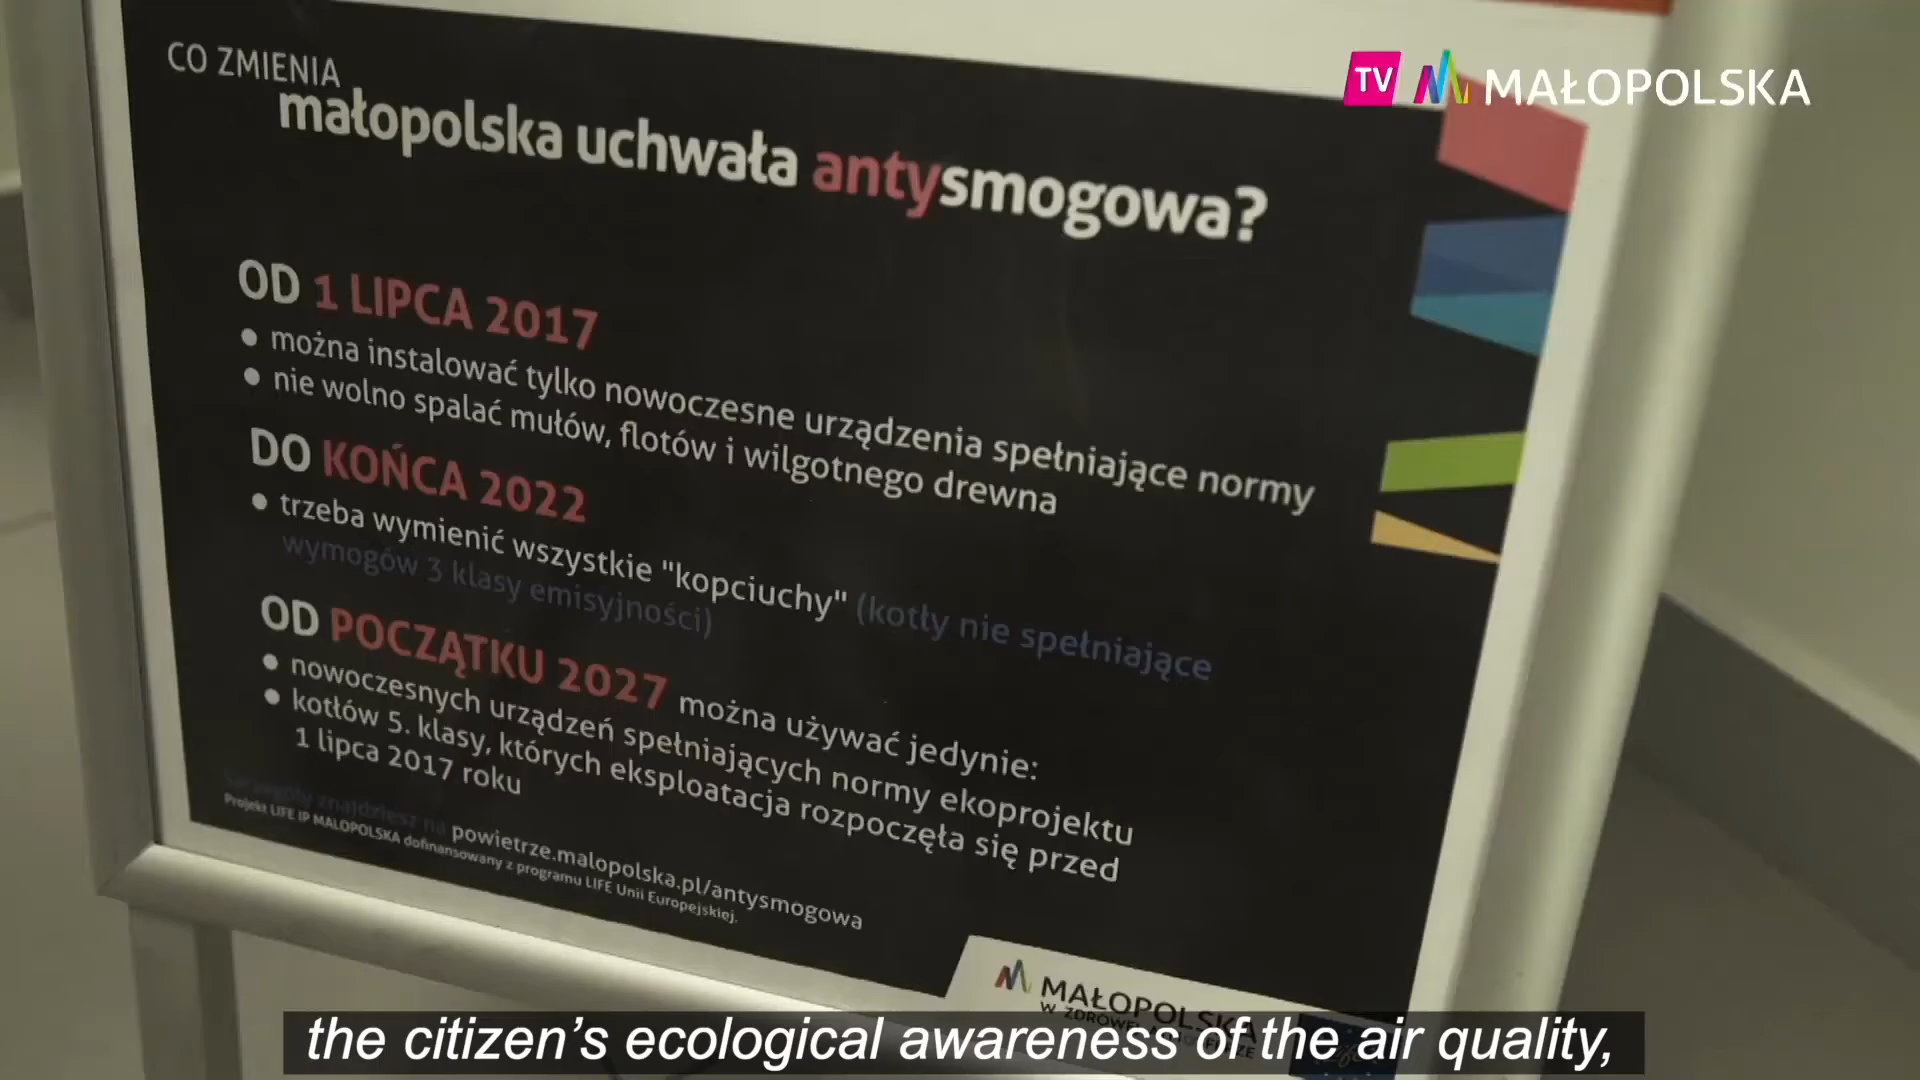 TV MAŁOPOLSKA
CO ZMIENIA
małopolska uchwała antysmogowa?
OD 1 LIPCA 2017
• można instalować tylko nowoczesne urządzenia spełniające normy
• nie wolno spalać mułów, flotów i wilgotnego drewna
DO KOŃCA 2022
• trzeba wymienić wszystkie "kopciuchy" (kotły nie spełniające
wymogów 3 klasy emisyjności)
OD POCZĄTKU 2027 można używać jedynie:
• nowoczesnych urządzeń spełniających normy ekoprojektu
• kotłów 5. klasy, których eksploatacja rozpoczęła się przed
1 lipca 2017 roku
znajdziesz na powietrze.malopolska.pl/antysmogowa
Projekt LIFE IP MALOPOLSKA dofinansowany z programu LIFE Unii Europejskiej.
MAŁOPOLSKA
the citizen’s ecological awareness of the air quality,